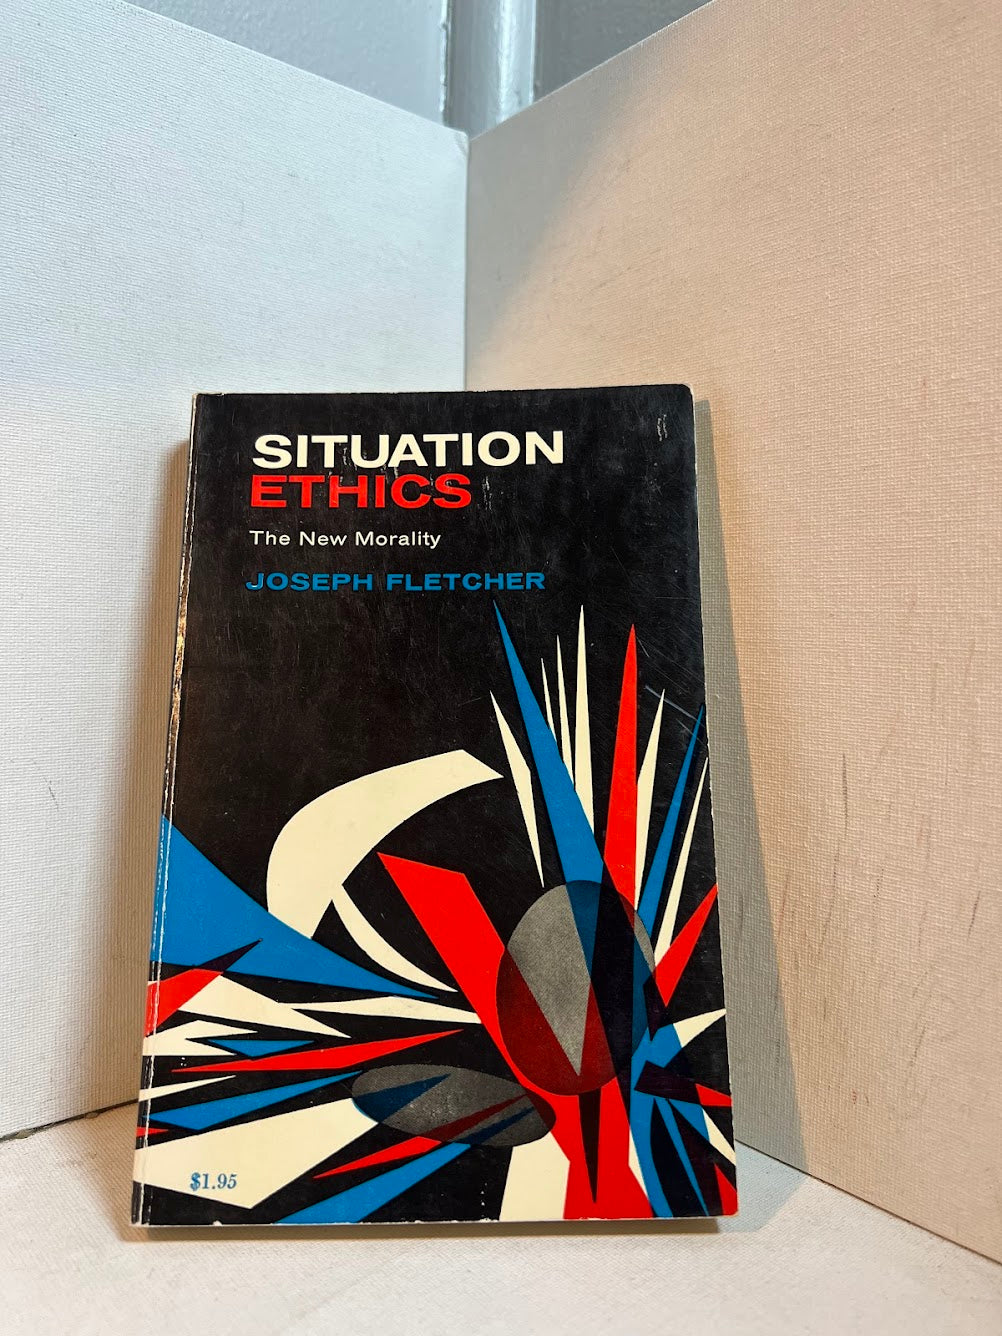 SITUATION
ETHICS
The New Morality
JOSEPH FLETCHER
$1.95